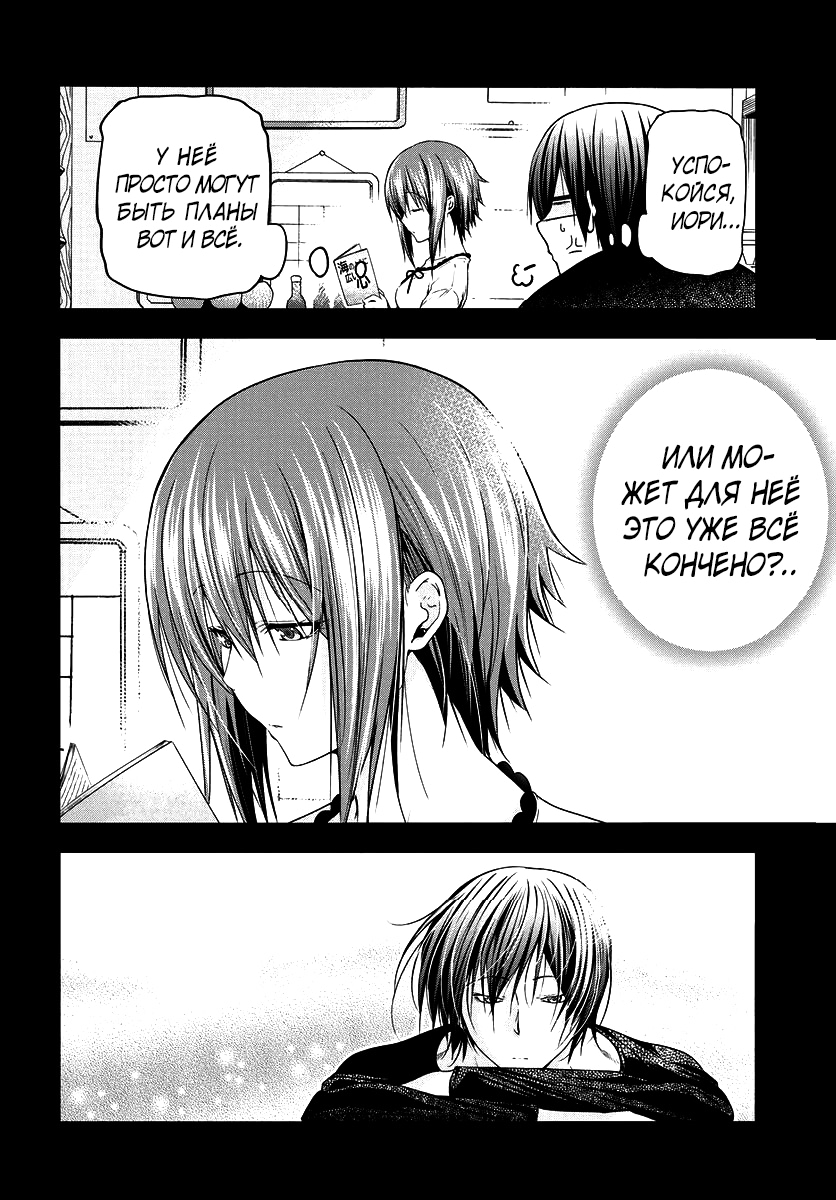 УСПО-
КОЙСЯ,
ИОРИ...
У НЕЁ
ПРОСТО МОГУТ
БЫТЬ ПЛАНЫ
ВОТ И ВСЁ.
ИЛИ МО-
ЖЕТ ДЛЯ НЕЁ
ЭТО УЖЕ ВСЁ
КОНЧЕНО?..